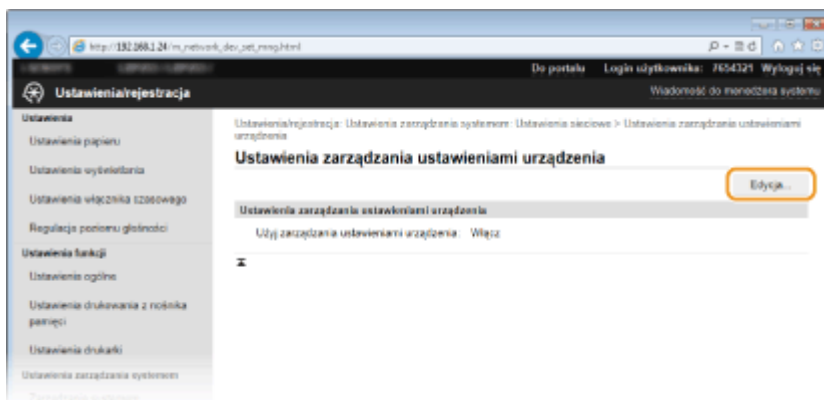 http://192.168.1.24/m_network_dev_set_mng.html
Do portalu Login użytkownika: 7654321 Wyloguj się
Ustawienia/rejestracja
Wiadomość do menedżera systemu
Ustawienia
Ustawienia papieru
Ustawienia wyświetlania
Ustawienia włącznika czasowego
Regulacja poziomu głośności
Ustawienia funkcji
Ustawienia ogólne
Ustawienia drukowania z nośnika
pamięci
Ustawienia drukarki
Ustawienia zarządzania systemem
Ustawienia/rejestracja: Ustawienia zarządzania systemem: Ustawienia sieciowe > Ustawienia zarządzania ustawieniami
urządzenia
Ustawienia zarządzania ustawieniami urządzenia
Edycja...
Ustawienia zarządzania ustawieniami urządzenia
Użyj zarządzania ustawieniami urządzenia: Włącz